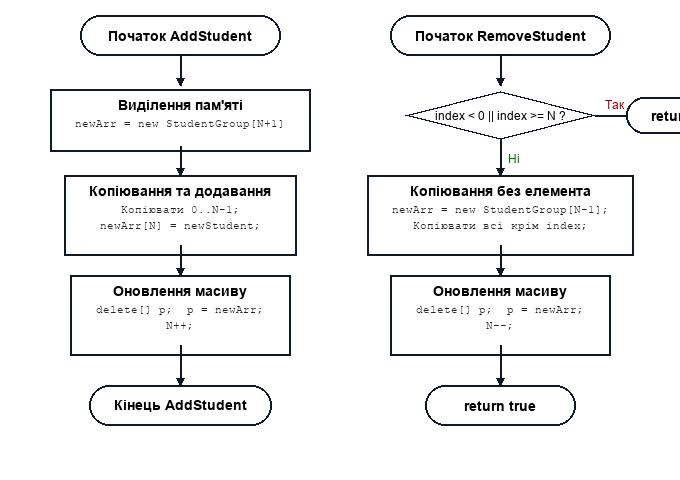 Початок AddStudent
Виділення пам'яті
newArr = new StudentGroup[N+1]
Копіювання та додавання
Копіювати 0..N-1;
newArr[N] = newStudent;
Оновлення масиву
delete[] p;  p = newArr;
N++;
Кінець AddStudent
Початок RemoveStudent
index < 0 || index >= N ?
Так
Ні
Копіювання без елемента
newArr = new StudentGroup[N-1];
Копіювати всі крім index;
Оновлення масиву
delete[] p;  p = newArr;
N--;
return true